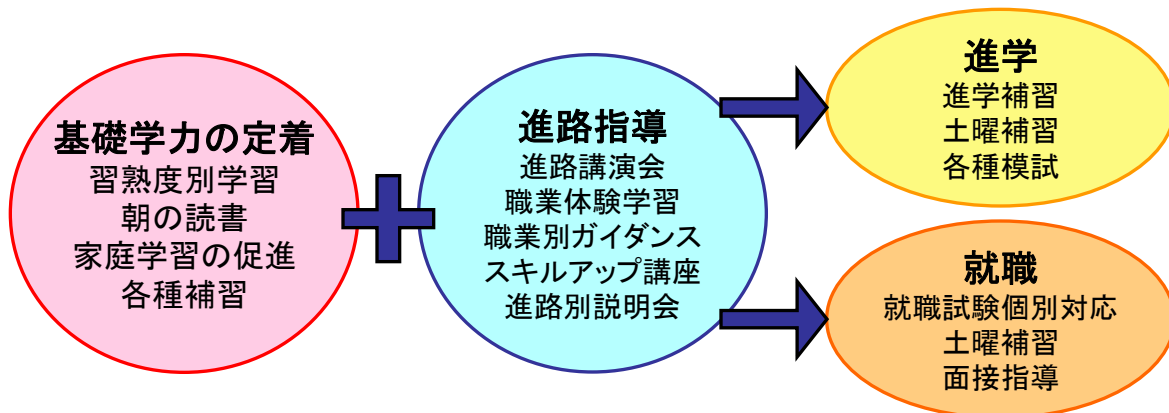 基礎学力の定着
習熟度別学習
朝の読書
家庭学習の促進
各種補習
進路指導
進路講演会
職業体験学習
職業別ガイダンス
スキルアップ講座
進路別説明会
進学
進学補習
土曜補習
各種模試
就職
就職試験個別対応
土曜補習
面接指導